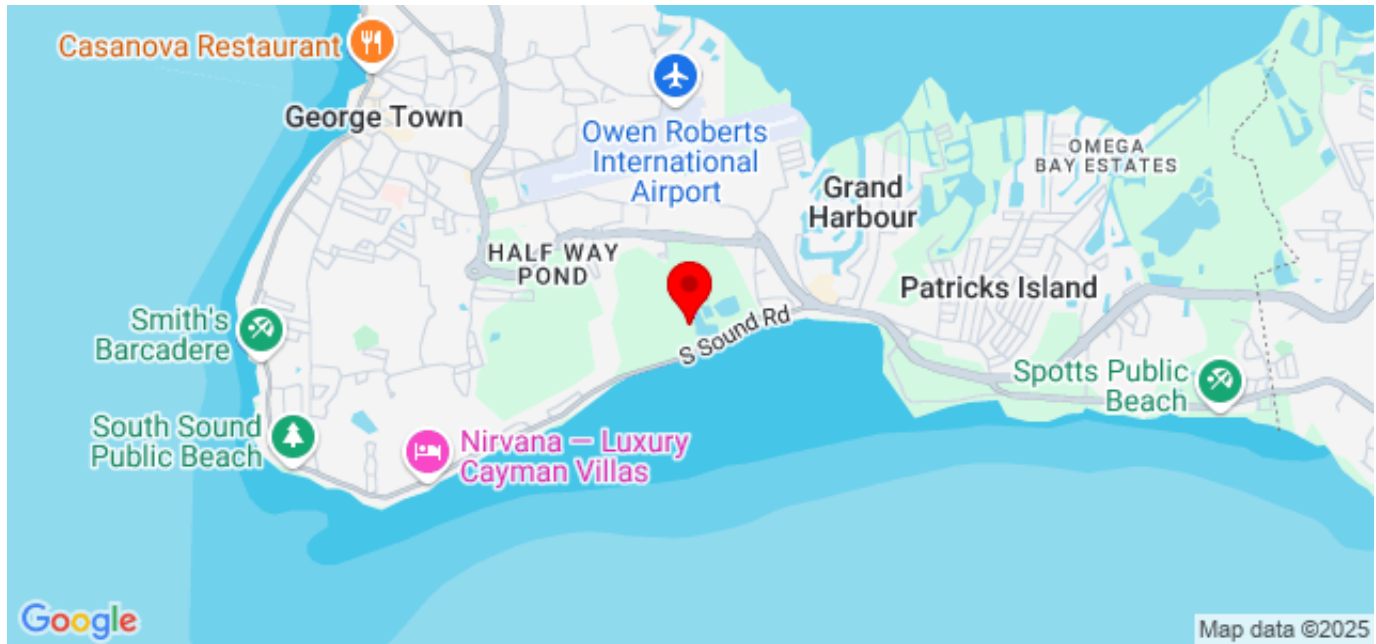 Casanova Restaurant
George Town
Owen Roberts
International
Airport
OMEGA
BAY ESTATES
Grand
Harbour
HALF WAY
POND
Patricks Island
Smith's
Barcadere
S Sound Rd
Spotts Public
Beach
South Sound
Public Beach
Nirvana — Luxury
Cayman Villas
Google
Map data ©2025